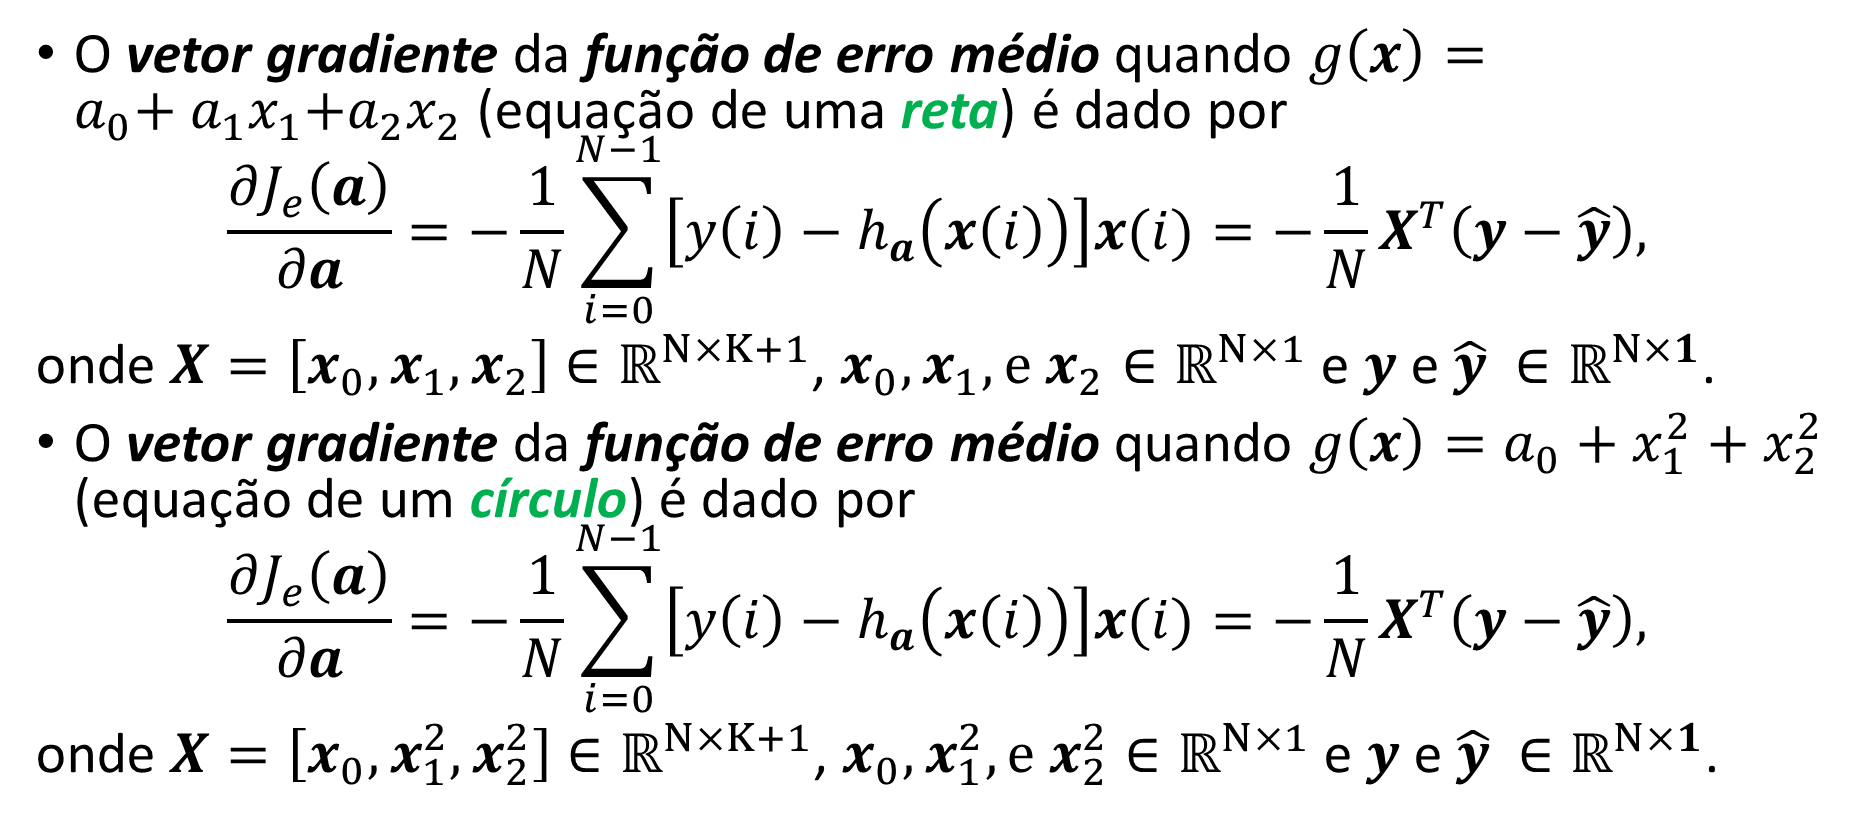 • O vetor gradiente da função de erro médio quando g(x) =
a₀+ a₁x₁+a₂x₂ (equação de uma reta) é dado por
∂Jₑ(a)/∂a = −(1/N) ∑_{i=0}^{N−1} [y(i) − hₐ(x(i))]x(i) = −(1/N) Xᵀ(y − ŷ),
onde X = [x₀, x₁, x₂] ∈ ℝ^{N×K+1}, x₀, x₁, e x₂ ∈ ℝ^{N×1} e y e ŷ ∈ ℝ^{N×1}.
• O vetor gradiente da função de erro médio quando g(x) = a₀ + x₁² + x₂²
(equação de um círculo) é dado por
∂Jₑ(a)/∂a = −(1/N) ∑_{i=0}^{N−1} [y(i) − hₐ(x(i))]x(i) = −(1/N) Xᵀ(y − ŷ),
onde X = [x₀, x₁², x₂²] ∈ ℝ^{N×K+1}, x₀, x₁², e x₂² ∈ ℝ^{N×1} e y e ŷ ∈ ℝ^{N×1}.